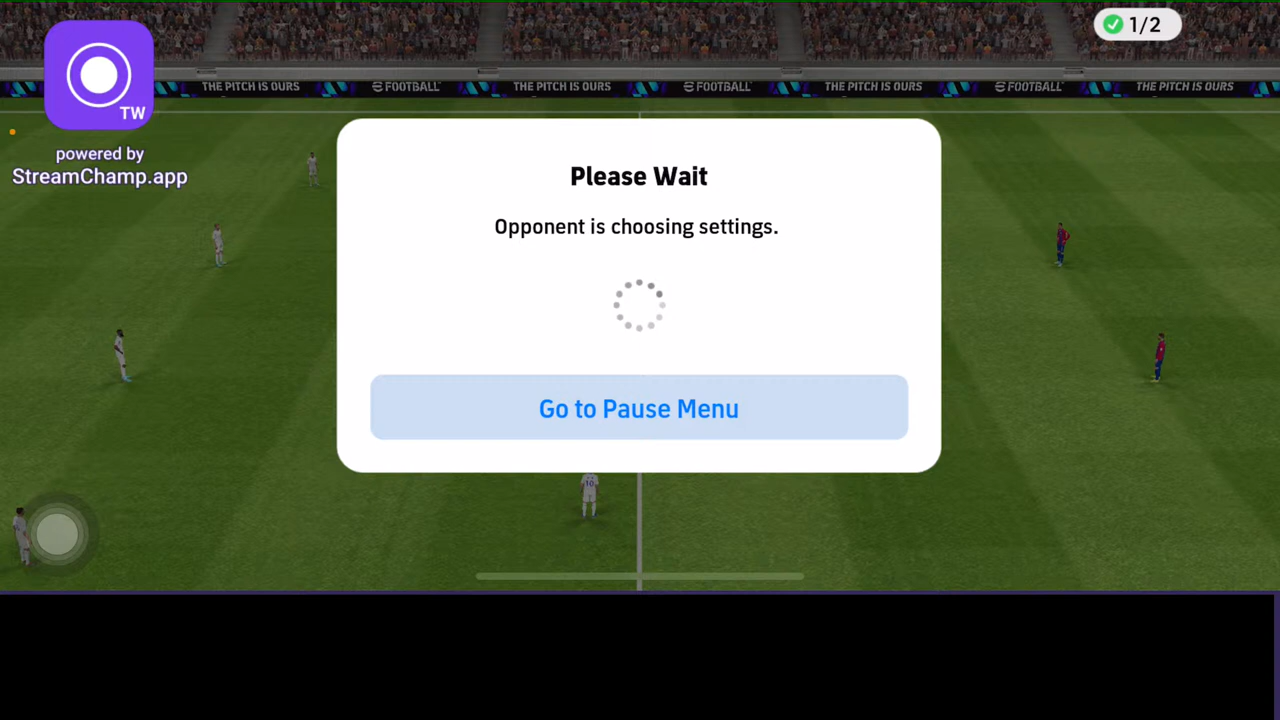 1/2
TW
powered by
StreamChamp.app
THE PITCH IS OURS eFOOTBALL THE PITCH IS OURS eFOOTBALL THE PITCH IS OURS eFOOTBALL THE PITCH IS OURS
Please Wait
Opponent is choosing settings.
Go to Pause Menu
10